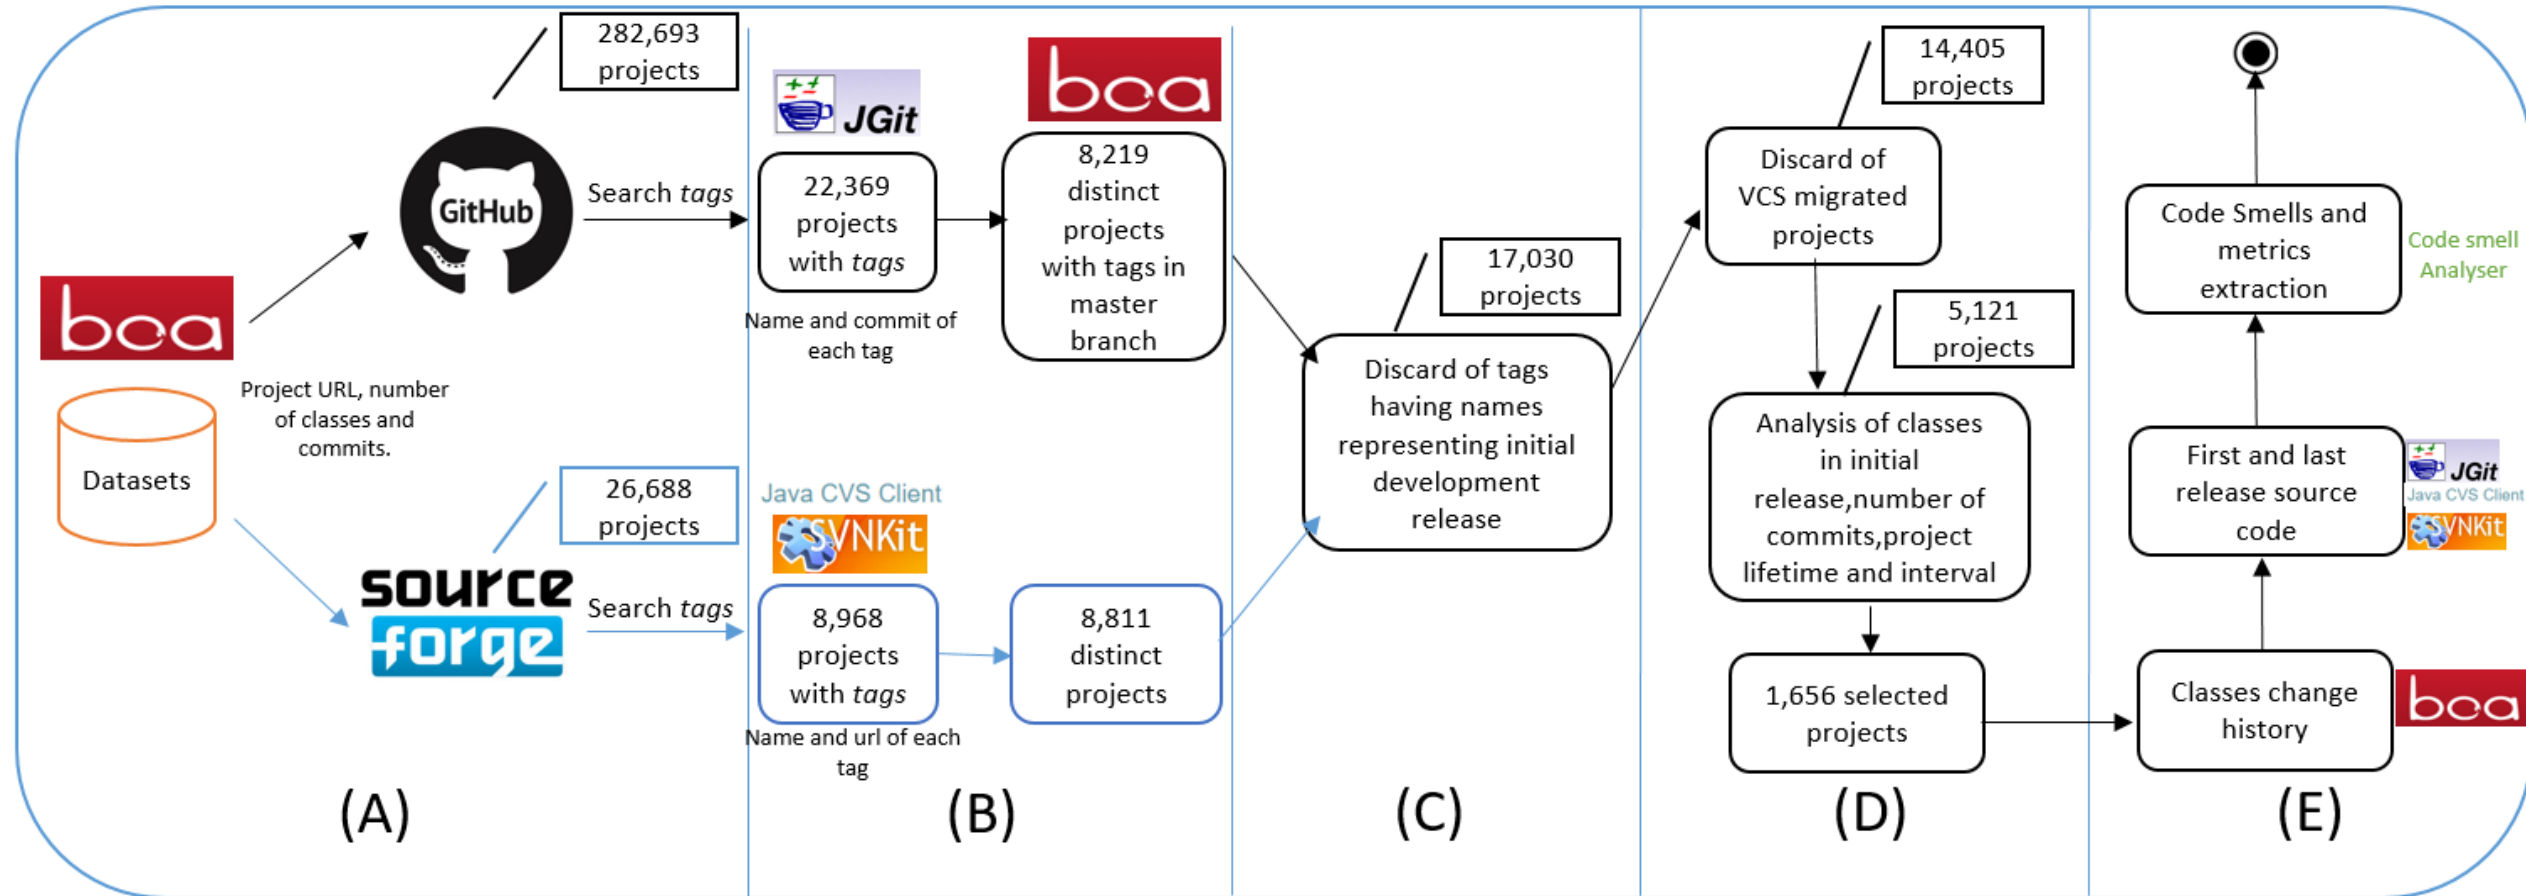 282,693
projects
GitHub
Search tags
boa
Project URL, number
of classes and
commits.
Datasets
26,688
projects
source
forge
Search tags
(A)
JGit
22,369
projects
with tags
Name and commit of
each tag
boa
8,219
distinct
projects
with tags in
master
branch
Java CVS Client
SVNKit
8,968
projects
with tags
Name and url of each
tag
8,811
distinct
projects
(B)
17,030
projects
Discard of tags
having names
representing initial
development
release
(C)
14,405
projects
Discard of
VCS migrated
projects
5,121
projects
Analysis of classes
in initial
release,number of
commits,project
lifetime and interval
1,656 selected
projects
(D)
Code Smells and
metrics
extraction
Code smell
Analyser
First and last
release source
code
JGit
Java CVS Client
SVNKit
Classes change
history
boa
(E)